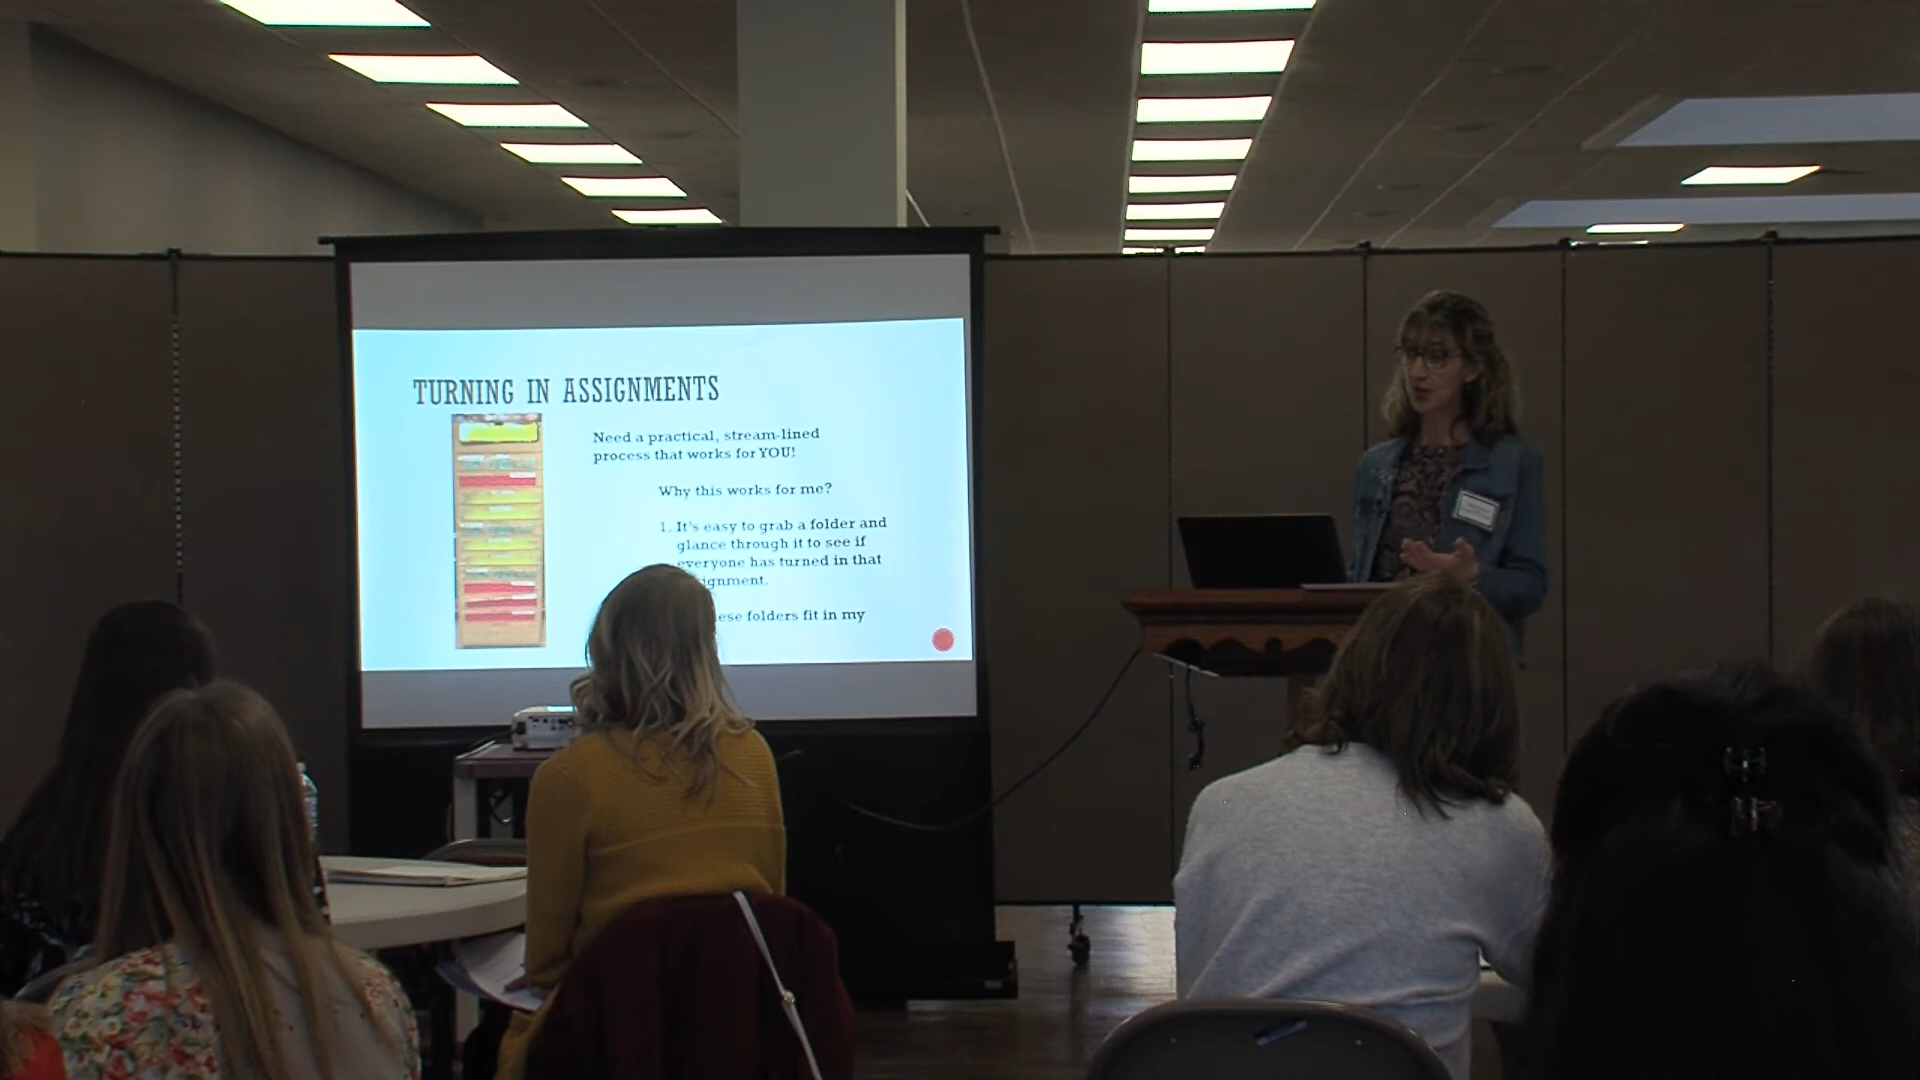 TURNING IN ASSIGNMENTS
Need a practical, stream-lined
process that works for YOU!
Why this works for me?
1. It's easy to grab a folder and
glance through it to see if
everyone has turned in that
folders fit in my